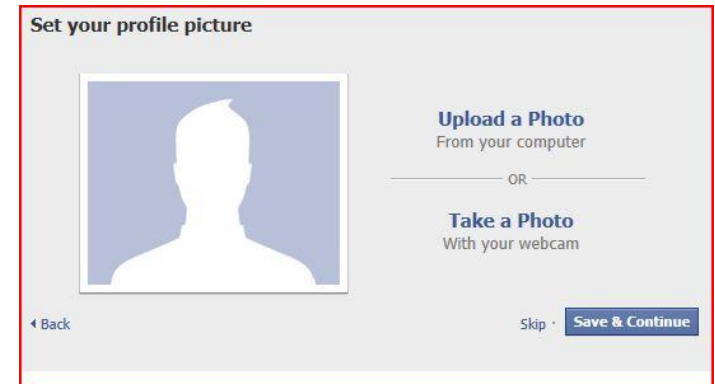 Set your profile picture
Upload a Photo
From your computer
OR
Take a Photo
With your webcam
Back
Skip · Save & Continue